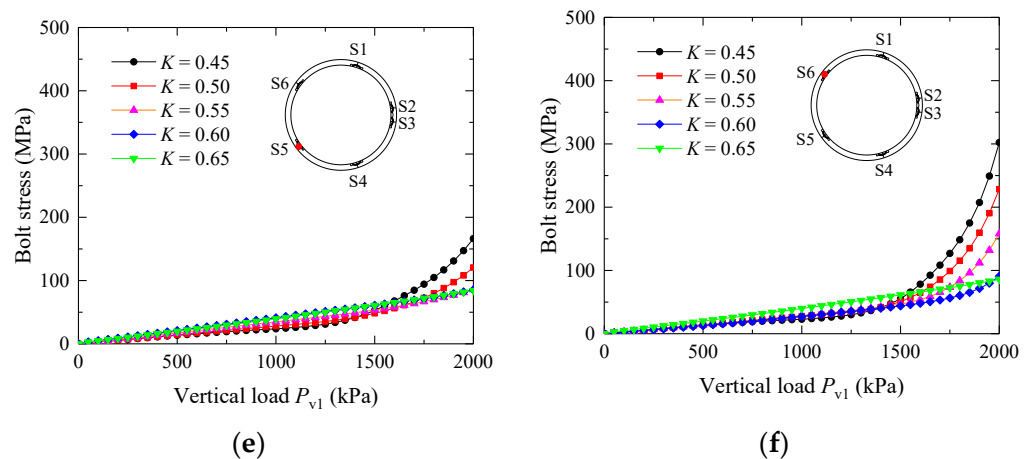 500
400
300
200
100
0
Bolt stress (MPa)
K = 0.45
K = 0.50
K = 0.55
K = 0.60
K = 0.65
S1
S2
S3
S4
S5
S6
0 500 1000 1500 2000
Vertical load Pv1 (kPa)
(e)
500
400
300
200
100
0
Bolt stress (MPa)
K = 0.45
K = 0.50
K = 0.55
K = 0.60
K = 0.65
S1
S2
S3
S4
S5
S6
0 500 1000 1500 2000
Vertical load Pv1 (kPa)
(f)